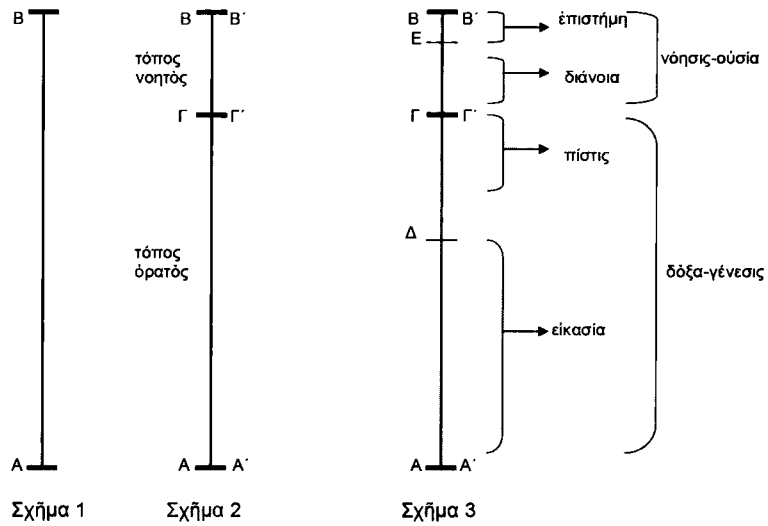 Β
Α
Σχῆμα 1
Β Β΄
τόπος
νοητὸς
Γ Γ΄
τόπος
ὁρατὸς
Α Α΄
Σχῆμα 2
Β Β΄
Ε
Γ Γ΄
Δ
Α Α΄
ἐπιστήμη
διάνοια
πίστις
εἰκασία
νόησις-οὐσία
δόξα-γένεσις
Σχῆμα 3